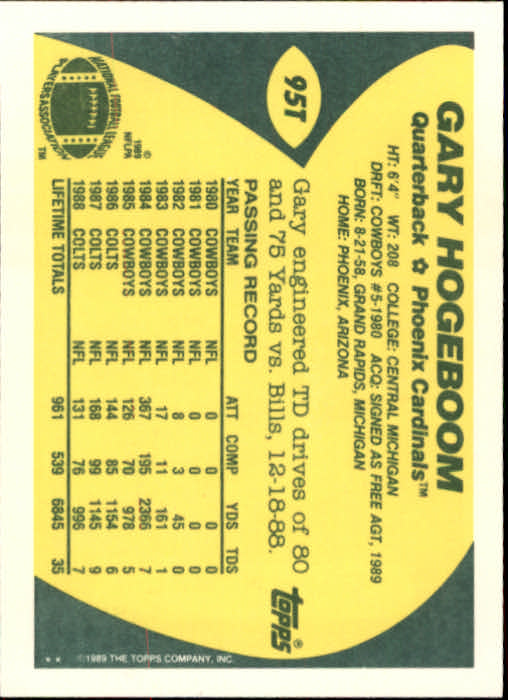 95T
GARY HOGEBOOM
Quarterback ✩ Phoenix Cardinals™
HT: 6'4" WT: 208 COLLEGE: CENTRAL MICHIGAN
DRFT: COWBOYS #5-1980 ACQ: SIGNED AS FREE AGT, 1989
BORN: 8-21-58, GRAND RAPIDS, MICHIGAN
HOME: PHOENIX, ARIZONA
Gary engineered TD drives of 80
and 75 Yards vs. Bills, 12-18-88.
topps®
PASSING RECORD
YEAR TEAM ATT COMP YDS TDS
1980 COWBOYS NFL 0 0 0 0
1981 COWBOYS NFL 0 0 0 0
1982 COWBOYS NFL 8 3 45 0
1983 COWBOYS NFL 17 11 161 1
1984 COWBOYS NFL 367 195 2366 7
1985 COWBOYS NFL 126 70 978 5
1986 COLTS NFL 144 85 1154 6
1987 COLTS NFL 168 99 1145 9
1988 COLTS NFL 131 76 996 7
LIFETIME TOTALS 961 539 6845 35
NATIONAL FOOTBALL LEAGUE
PLAYERS ASSOCIATION
TM
©
1989
NFLPA
** ©1989 THE TOPPS COMPANY, INC.